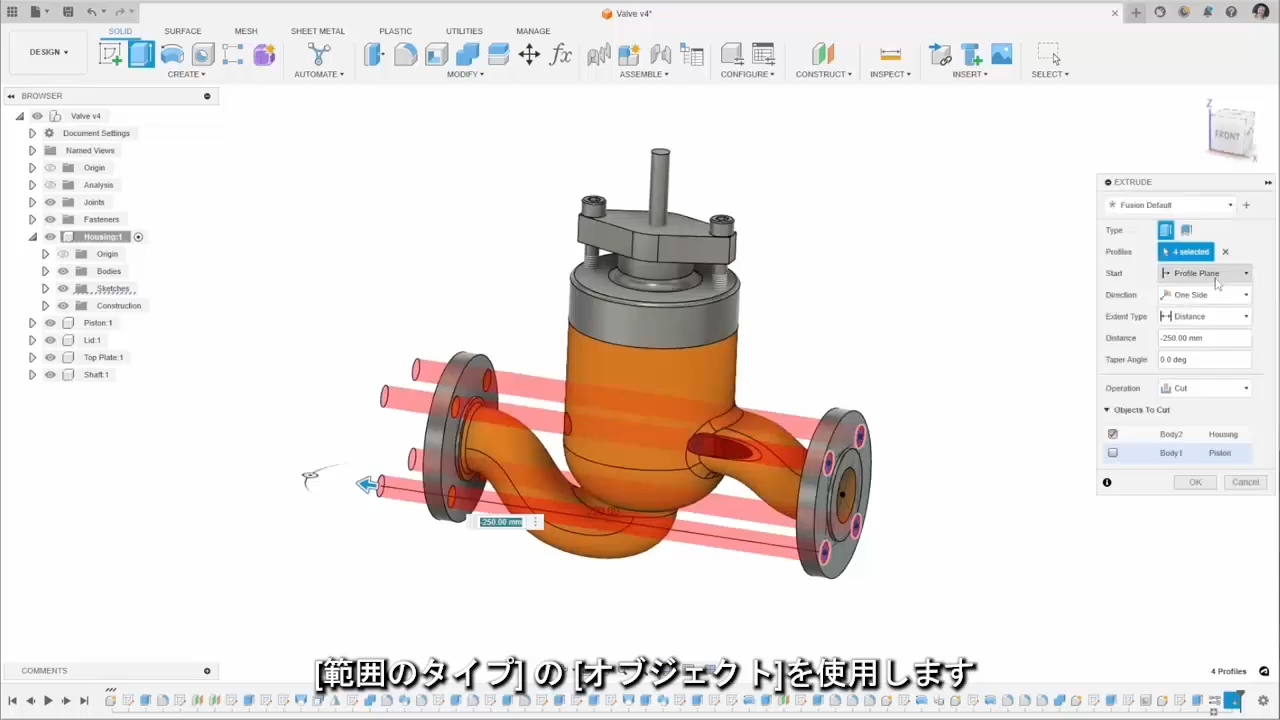 Valve v4*
SOLID SURFACE MESH SHEET METAL PLASTIC UTILITIES MANAGE
DESIGN
CREATE AUTOMATE MODIFY ASSEMBLE CONFIGURE CONSTRUCT INSPECT INSERT SELECT
BROWSER
Valve v4
Document Settings
Named Views
Origin
Analysis
Joints
Fasteners
Housing:1
Origin
Bodies
Sketches
Construction
Piston:1
Lid:1
Top Plate:1
Shaft:1
Z
FRONT
X
EXTRUDE
Fusion Default
Type
Profiles 4 selected
Start Profile Plane
Direction One Side
Extent Type Distance
Distance -250.00 mm
Taper Angle 0.0 deg
Operation Cut
Objects To Cut
Body2 Housing
Body1 Piston
OK Cancel
-250.00 mm
COMMENTS
4 Profiles
[範囲のタイプ] の [オブジェクト]を使用します